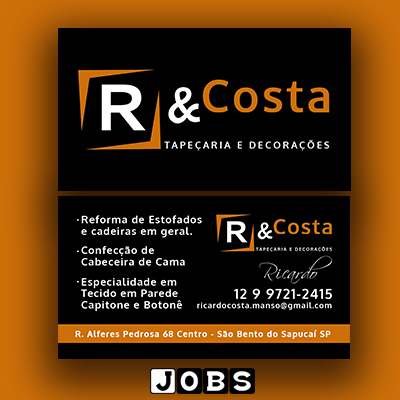 R &Costa
TAPEÇARIA E DECORAÇÕES
·Reforma de Estofados
e cadeiras em geral.
·Confecção de
Cabeceira de Cama
·Especialidade em
Tecido em Parede
Capitone e Botonê
R &Costa
TAPEÇARIA E DECORAÇÕES
Ricardo
12 9 9721-2415
ricardocosta.manso@gmail.com
R. Alferes Pedrosa 68 Centro - São Bento do Sapucaí SP
JOBS